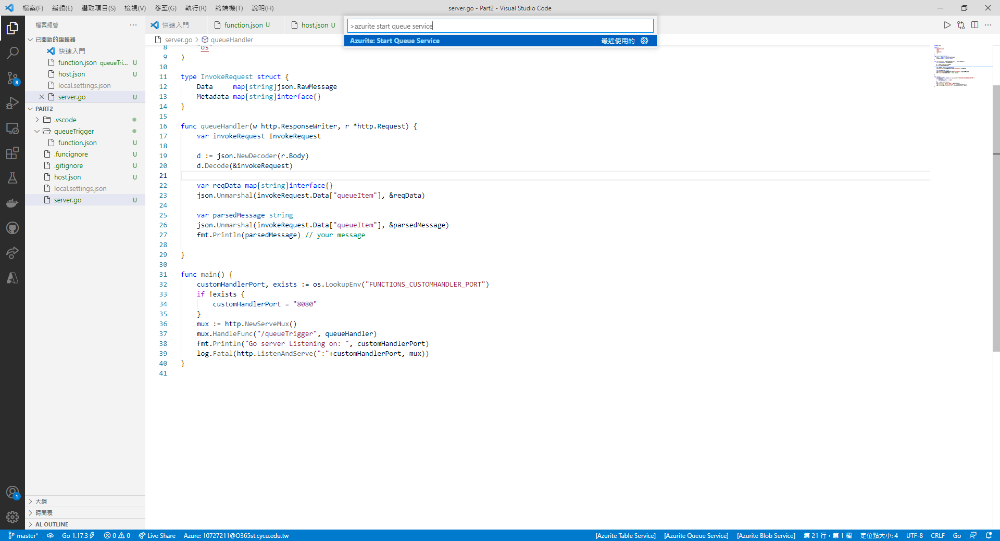 檔案(F) 編輯(E) 選取項目(S) 檢視(V) 移至(G) 執行(R) 終端機(T) 說明(H)
server.go - Part2 - Visual Studio Code
檔案總管
已開啟的編輯器
快速入門
function.json queueTri... U
host.json U
local.settings.json
server.go U
PART2
.vscode
queueTrigger
function.json U
.funcignore U
.gitignore U
host.json U
local.settings.json
server.go U
大綱
時間表
AL OUTLINE
8
1
快速入門
function.json U
host.json U
>azurite start queue service
Azurite: Start Queue Service 最近使用的
server.go > queueHandler
8 "os"
9 )
10
11 type InvokeRequest struct {
12 Data     map[string]json.RawMessage
13 Metadata map[string]interface{}
14 }
15
16 func queueHandler(w http.ResponseWriter, r *http.Request) {
17 var invokeRequest InvokeRequest
18
19 d := json.NewDecoder(r.Body)
20 d.Decode(&invokeRequest)
21
22 var reqData map[string]interface{}
23 json.Unmarshal(invokeRequest.Data["queueItem"], &reqData)
24
25 var parsedMessage string
26 json.Unmarshal(invokeRequest.Data["queueItem"], &parsedMessage)
27 fmt.Println(parsedMessage) // your message
28
29 }
30
31 func main() {
32 customHandlerPort, exists := os.LookupEnv("FUNCTIONS_CUSTOMHANDLER_PORT")
33 if !exists {
34 customHandlerPort = "8080"
35 }
36 mux := http.NewServeMux()
37 mux.HandleFunc("/queueTrigger", queueHandler)
38 fmt.Println("Go server Listening on: ", customHandlerPort)
39 log.Fatal(http.ListenAndServe(":"+customHandlerPort, mux))
40 }
41
master* Go 1.17.3 0 0 Live Share Azure: 10727211@O365st.cycu.edu.tw [Azurite Table Service] [Azurite Queue Service] [Azurite Blob Service] 第 21 行，第 1 欄 定位點大小: 4 UTF-8 CRLF Go